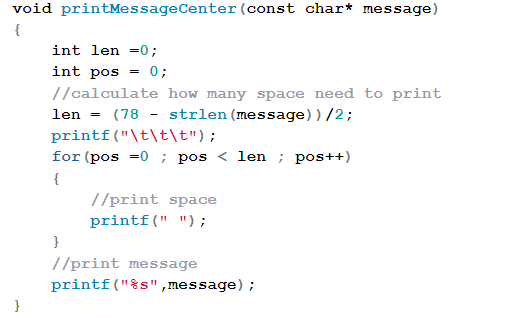 void printMessageCenter(const char* message)
{
    int len =0;
    int pos = 0;
    //calculate how many space need to print
    len = (78 - strlen(message))/2;
    printf("\t\t\t");
    for(pos =0 ; pos < len ; pos++)
    {
        //print space
        printf(" ");
    }
    //print message
    printf("%s",message);
}